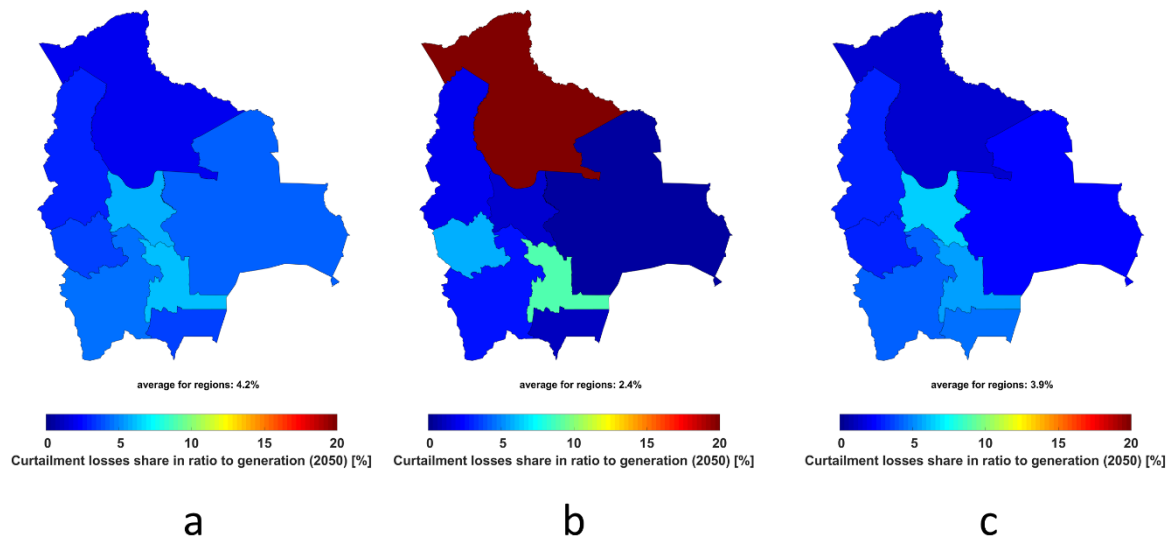 average for regions: 4.2%
average for regions: 2.4%
average for regions: 3.9%
0 5 10 15 20
0 5 10 15 20
0 5 10 15 20
Curtailment losses share in ratio to generation (2050) [%]
Curtailment losses share in ratio to generation (2050) [%]
Curtailment losses share in ratio to generation (2050) [%]
a
b
c